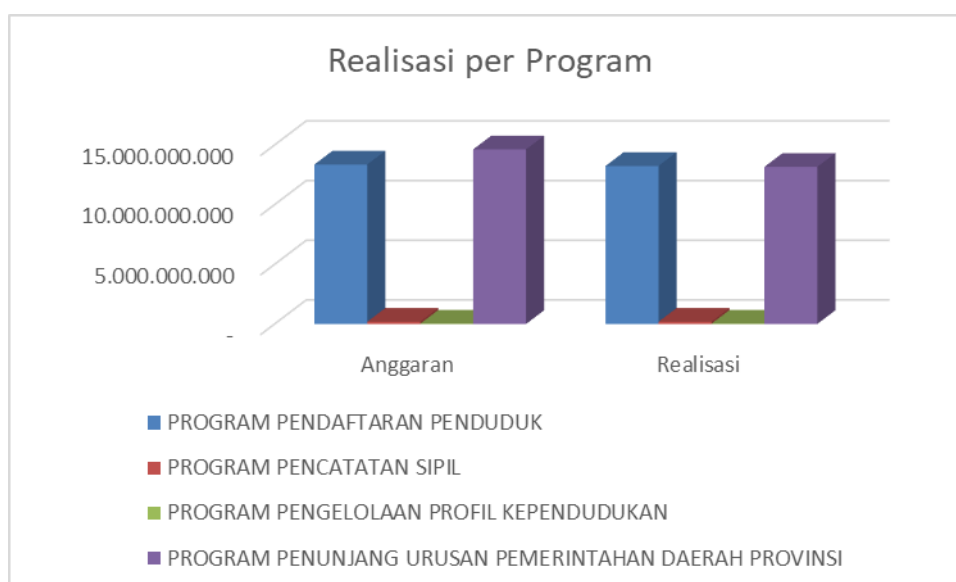 Realisasi per Program
15.000.000.000
10.000.000.000
5.000.000.000
-
Anggaran
Realisasi
PROGRAM PENDAFTARAN PENDUDUK
PROGRAM PENCATATAN SIPIL
PROGRAM PENGELOLAAN PROFIL KEPENDUDUKAN
PROGRAM PENUNJANG URUSAN PEMERINTAHAN DAERAH PROVINSI